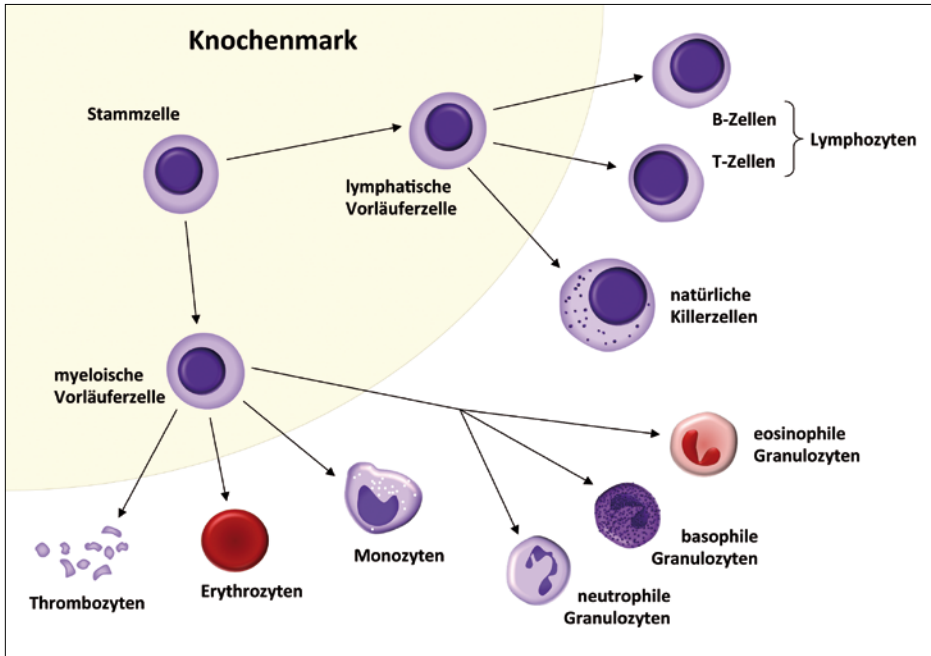 Knochenmark
Stammzelle
lymphatische
Vorläuferzelle
B-Zellen
T-Zellen
Lymphozyten
natürliche
Killerzellen
myeloische
Vorläuferzelle
eosinophile
Granulozyten
basophile
Granulozyten
neutrophile
Granulozyten
Monozyten
Erythrozyten
Thrombozyten